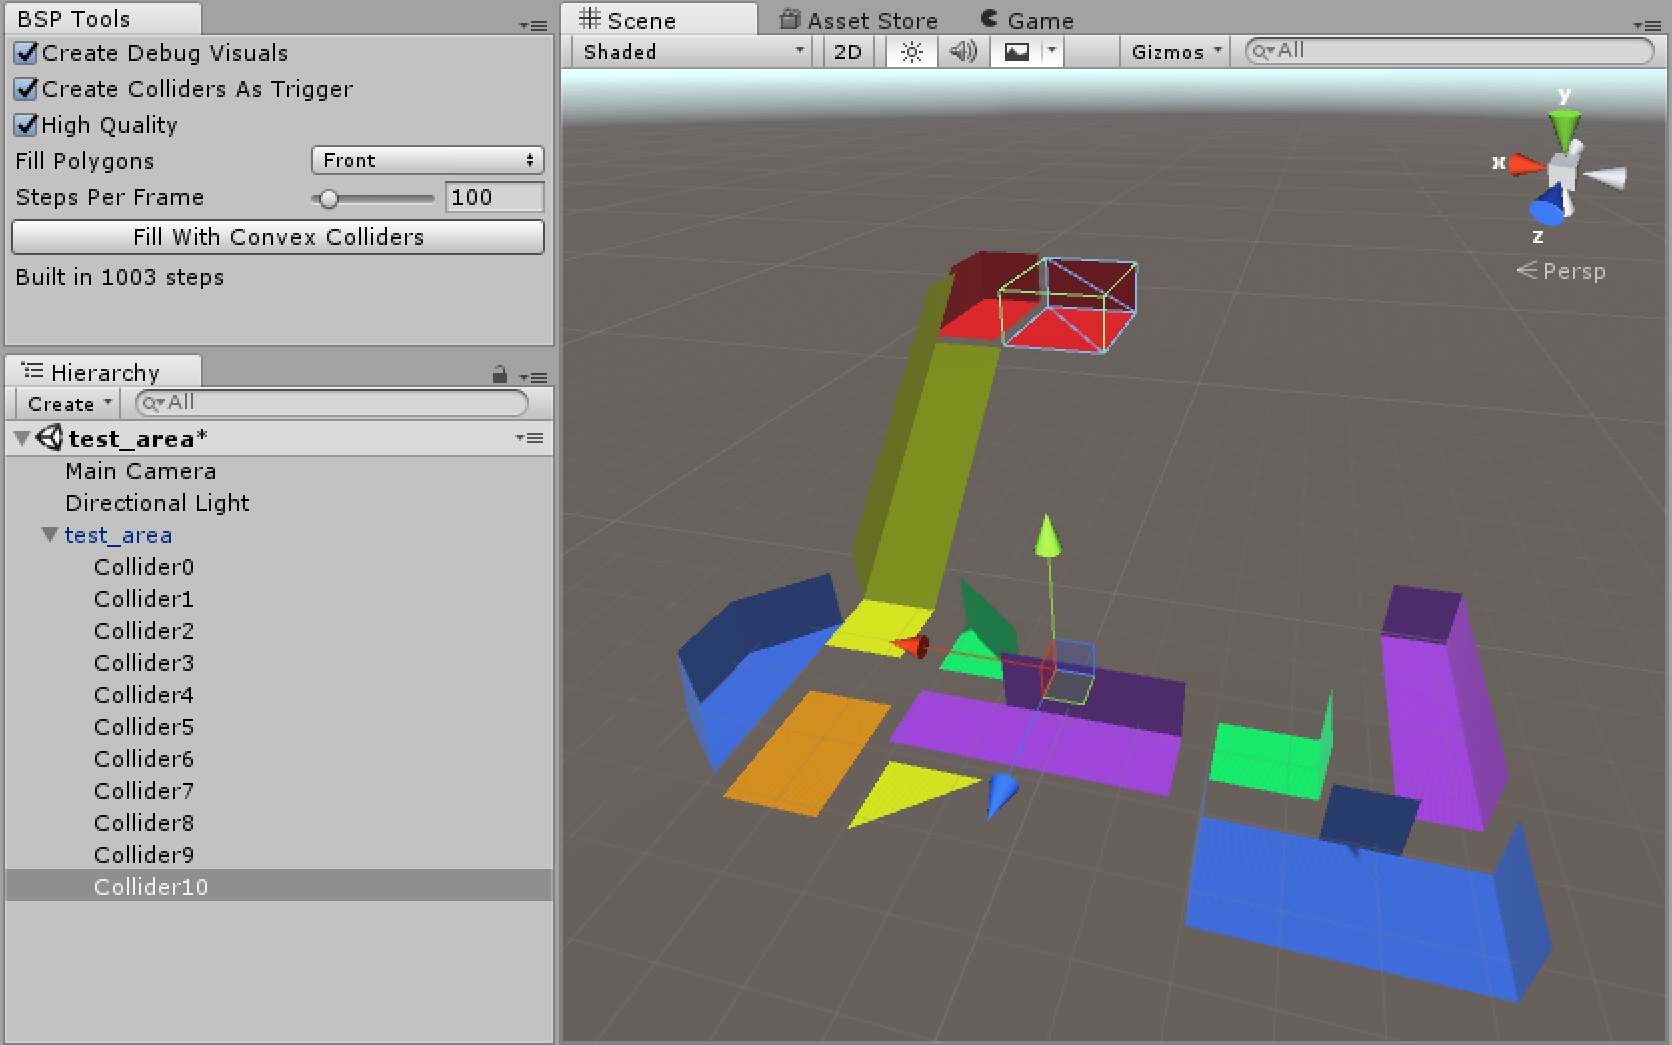 BSP Tools
Create Debug Visuals
Create Colliders As Trigger
High Quality
Fill Polygons Front
Steps Per Frame 100
Fill With Convex Colliders
Built in 1003 steps
Hierarchy
Create All
test_area*
Main Camera
Directional Light
test_area
Collider0
Collider1
Collider2
Collider3
Collider4
Collider5
Collider6
Collider7
Collider8
Collider9
Collider10
Scene Asset Store Game
Shaded 2D Gizmos All
y
x
z
Persp